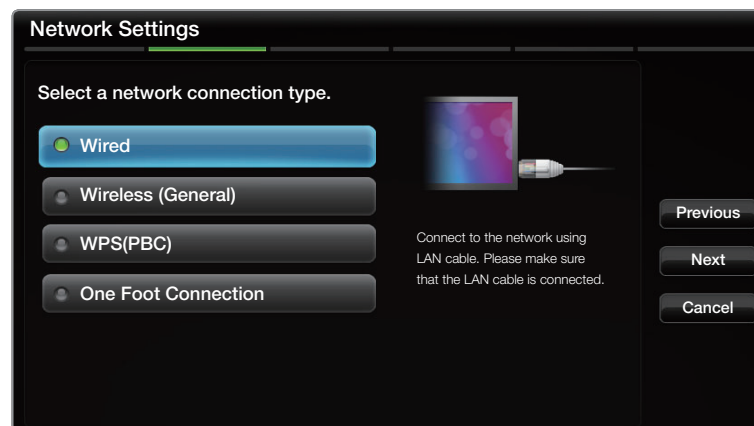 Network Settings
Select a network connection type.
Wired
Wireless (General)
WPS(PBC)
One Foot Connection
Connect to the network using
LAN cable. Please make sure
that the LAN cable is connected.
Previous
Next
Cancel